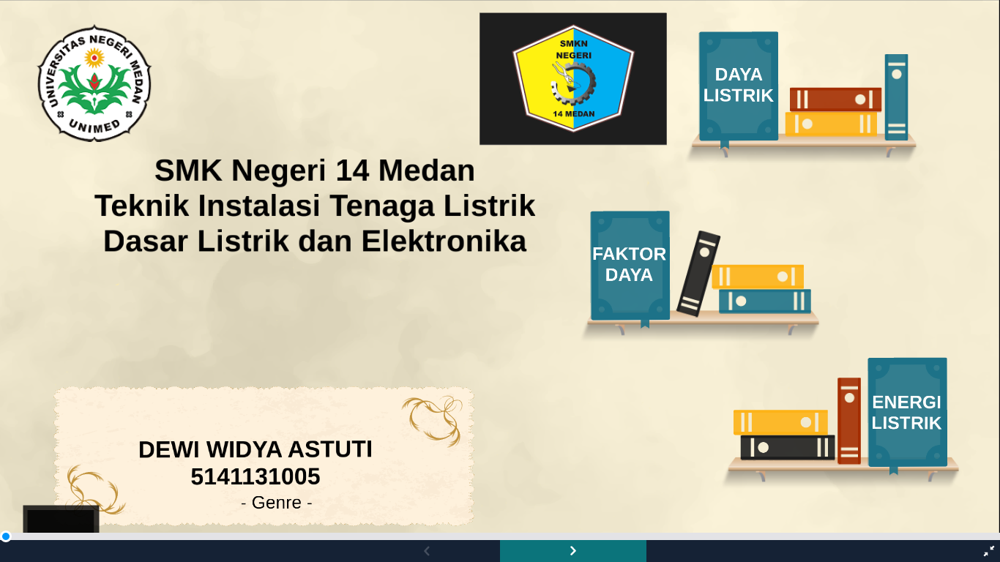 UNIVERSITAS NEGERI MEDAN
UNIMED
SMKN
NEGERI
14 MEDAN
DAYA
LISTRIK
SMK Negeri 14 Medan
Teknik Instalasi Tenaga Listrik
Dasar Listrik dan Elektronika
FAKTOR
DAYA
ENERGI
LISTRIK
DEWI WIDYA ASTUTI
5141131005
- Genre -